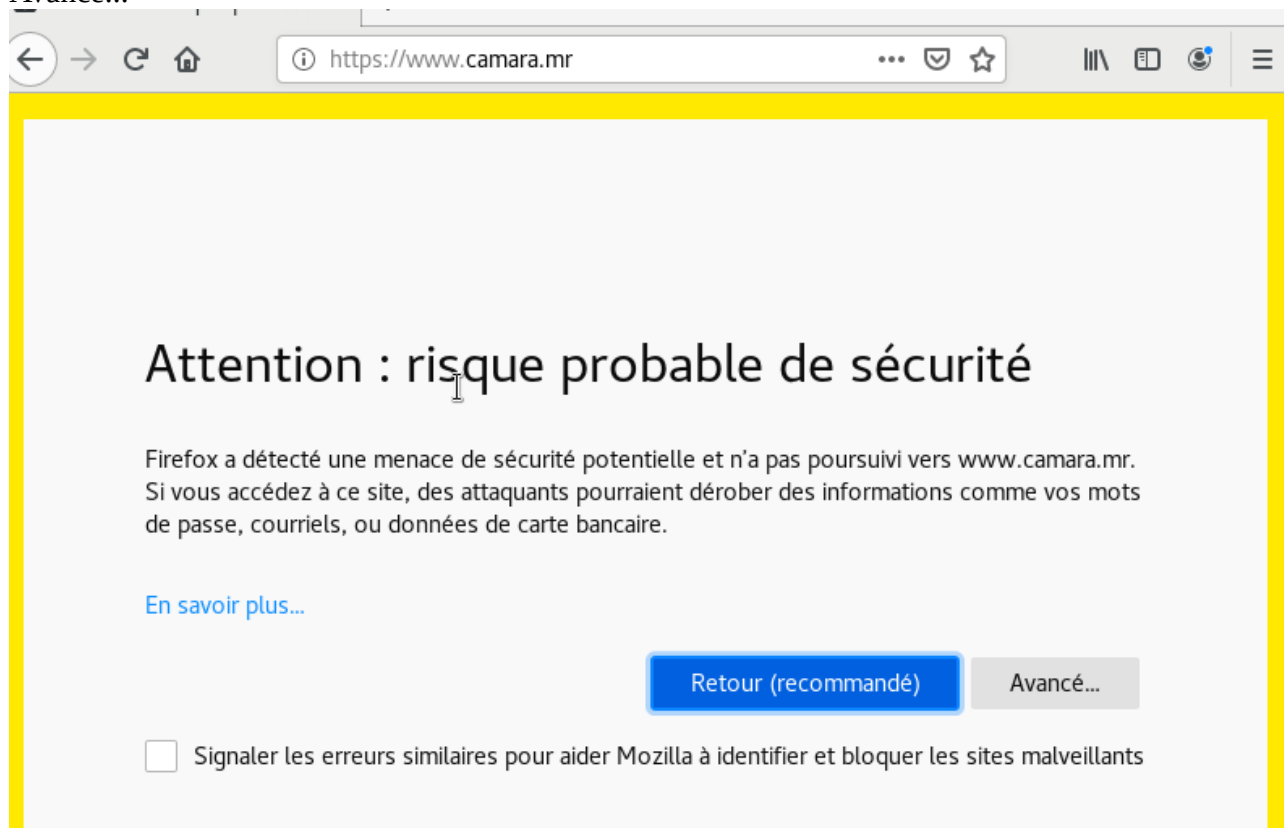 Avancé...
https://www.camara.mr
Attention : risque probable de sécurité
Firefox a détecté une menace de sécurité potentielle et n’a pas poursuivi vers www.camara.mr.
Si vous accédez à ce site, des attaquants pourraient dérober des informations comme vos mots
de passe, courriels, ou données de carte bancaire.
En savoir plus...
Retour (recommandé) Avancé...
Signaler les erreurs similaires pour aider Mozilla à identifier et bloquer les sites malveillants